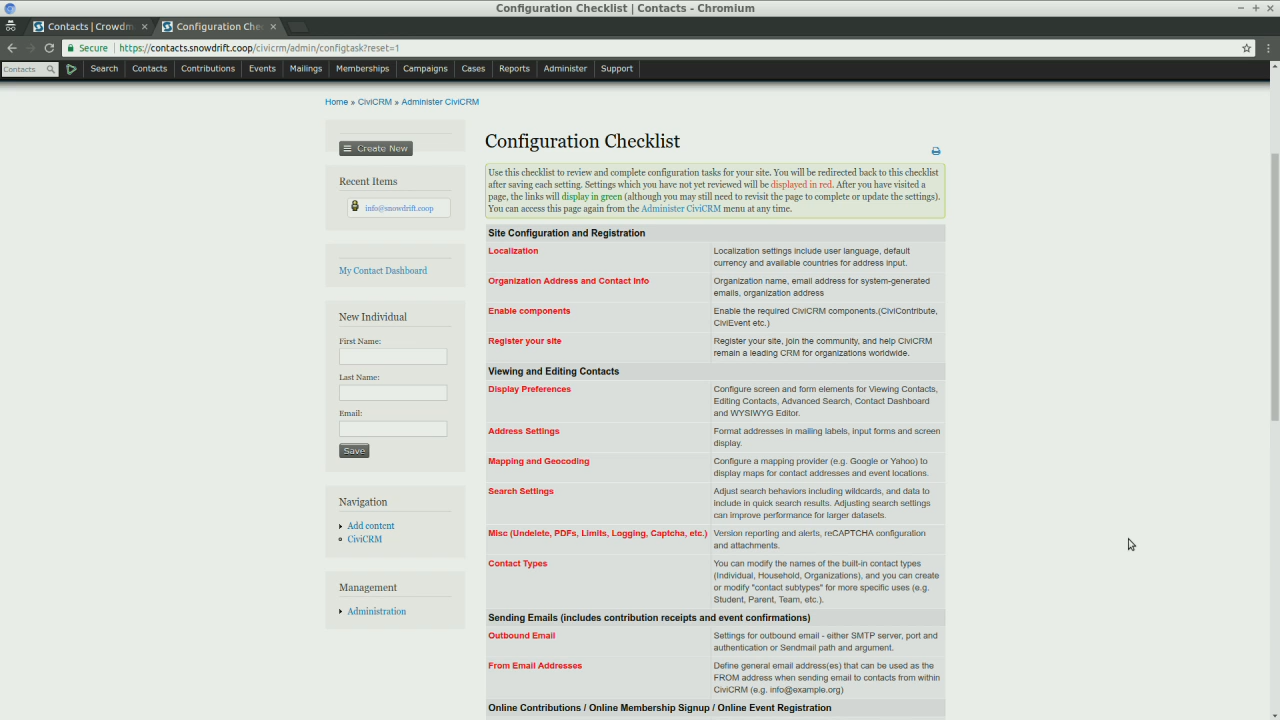 Configuration Checklist | Contacts - Chromium
Contacts | Crowdm
Configuration Chec
Secure
https://contacts.snowdrift.coop/civicrm/admin/configtask?reset=1
Contacts
Search
Contacts
Contributions
Events
Mailings
Memberships
Campaigns
Cases
Reports
Administer
Support
Home » CiviCRM » Administer CiviCRM
Create New
Recent Items
info@snowdrift.coop
My Contact Dashboard
New Individual
First Name:
Last Name:
Email:
Save
Navigation
Add content
CiviCRM
Management
Administration
Configuration Checklist
Use this checklist to review and complete configuration tasks for your site. You will be redirected back to this checklist
after saving each setting. Settings which you have not yet reviewed will be displayed in red. After you have visited a
page, the links will display in green (although you may still need to revisit the page to complete or update the settings).
You can access this page again from the Administer CiviCRM menu at any time.
Site Configuration and Registration
Localization
Localization settings include user language, default
currency and available countries for address input.
Organization Address and Contact Info
Organization name, email address for system-generated
emails, organization address
Enable components
Enable the required CiviCRM components.(CiviContribute,
CiviEvent etc.)
Register your site
Register your site, join the community, and help CiviCRM
remain a leading CRM for organizations worldwide.
Viewing and Editing Contacts
Display Preferences
Configure screen and form elements for Viewing Contacts,
Editing Contacts, Advanced Search, Contact Dashboard
and WYSIWYG Editor.
Address Settings
Format addresses in mailing labels, input forms and screen
display.
Mapping and Geocoding
Configure a mapping provider (e.g. Google or Yahoo) to
display maps for contact addresses and event locations.
Search Settings
Adjust search behaviors including wildcards, and data to
include in quick search results. Adjusting search settings
can improve performance for larger datasets.
Misc (Undelete, PDFs, Limits, Logging, Captcha, etc.)
Version reporting and alerts, reCAPTCHA configuration
and attachments.
Contact Types
You can modify the names of the built-in contact types
(Individual, Household, Organizations), and you can create
or modify "contact subtypes" for more specific uses (e.g.
Student, Parent, Team, etc.).
Sending Emails (includes contribution receipts and event confirmations)
Outbound Email
Settings for outbound email - either SMTP server, port and
authentication or Sendmail path and argument.
From Email Addresses
Define general email address(es) that can be used as the
FROM address when sending email to contacts from within
CiviCRM (e.g. info@example.org)
Online Contributions / Online Membership Signup / Online Event Registration